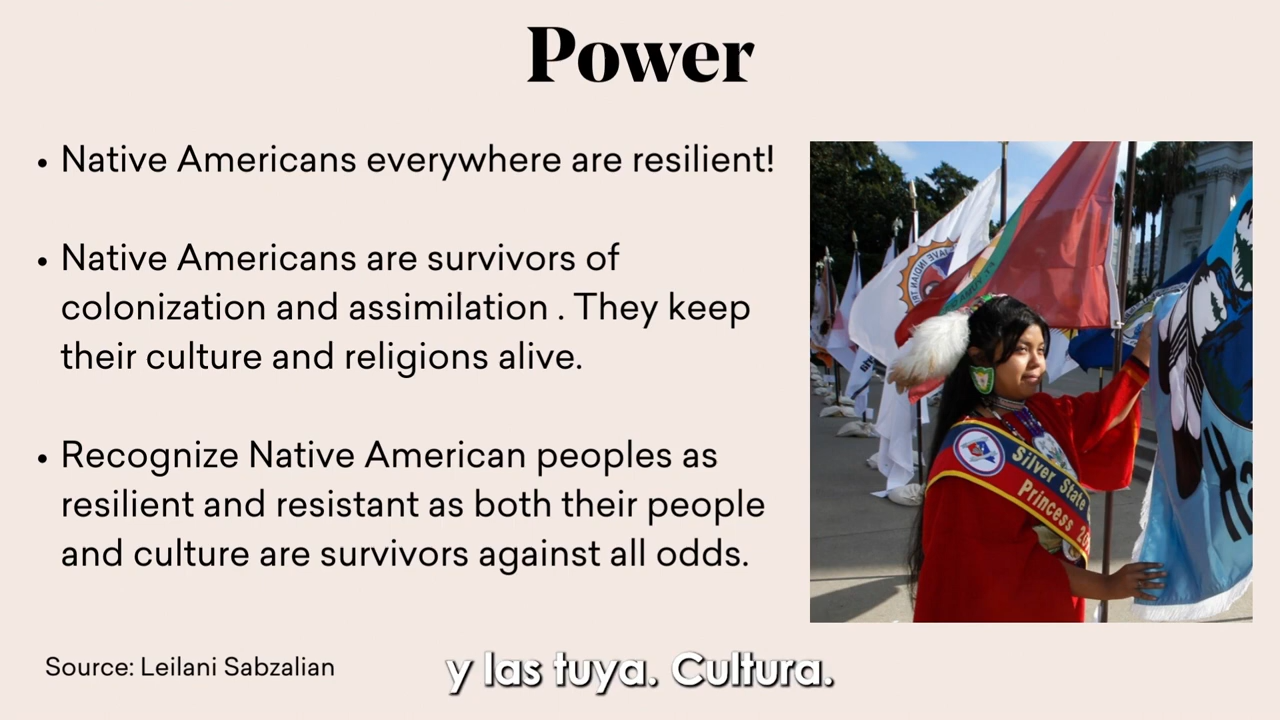 Power
• Native Americans everywhere are resilient!
• Native Americans are survivors of
colonization and assimilation . They keep
their culture and religions alive.
• Recognize Native American peoples as
resilient and resistant as both their people
and culture are survivors against all odds.
Silver State
Princess
Source: Leilani Sabzalian
y las tuya. Cultura.